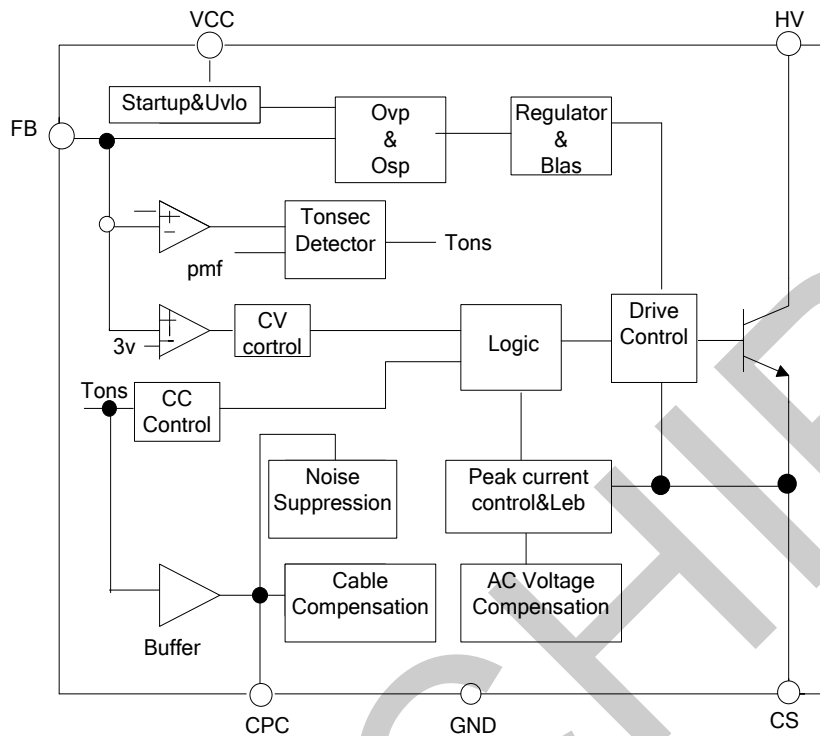 VCC
HV
Startup&Uvlo
FB
Ovp
&
Osp
Regulator
&
Blas
Tonsec
Detector
Tons
pmf
3v
CV
cortrol
Logic
Drive
Control
Tons
CC
Control
Noise
Suppression
Peak current
control&Leb
Cable
Compensation
AC Voltage
Compensation
Buffer
CPC
GND
CS